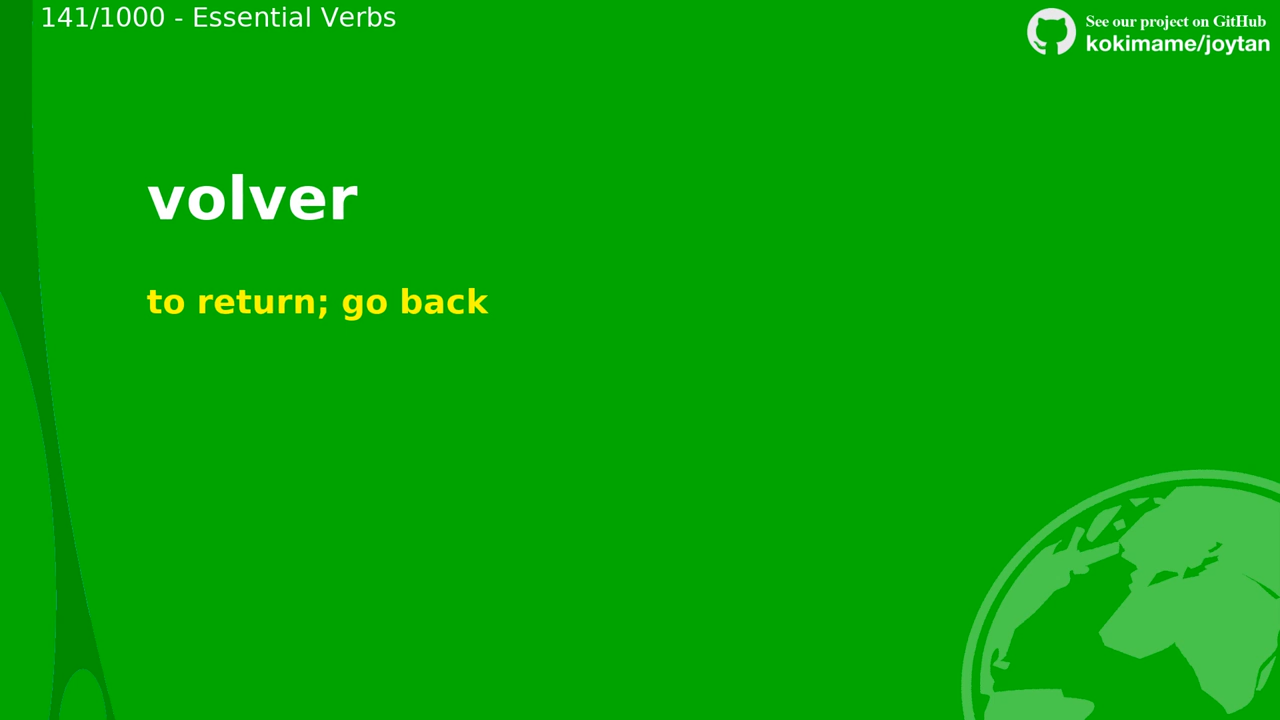 141/1000 - Essential Verbs
See our project on GitHub
kokimame/joytan
volver
to return; go back